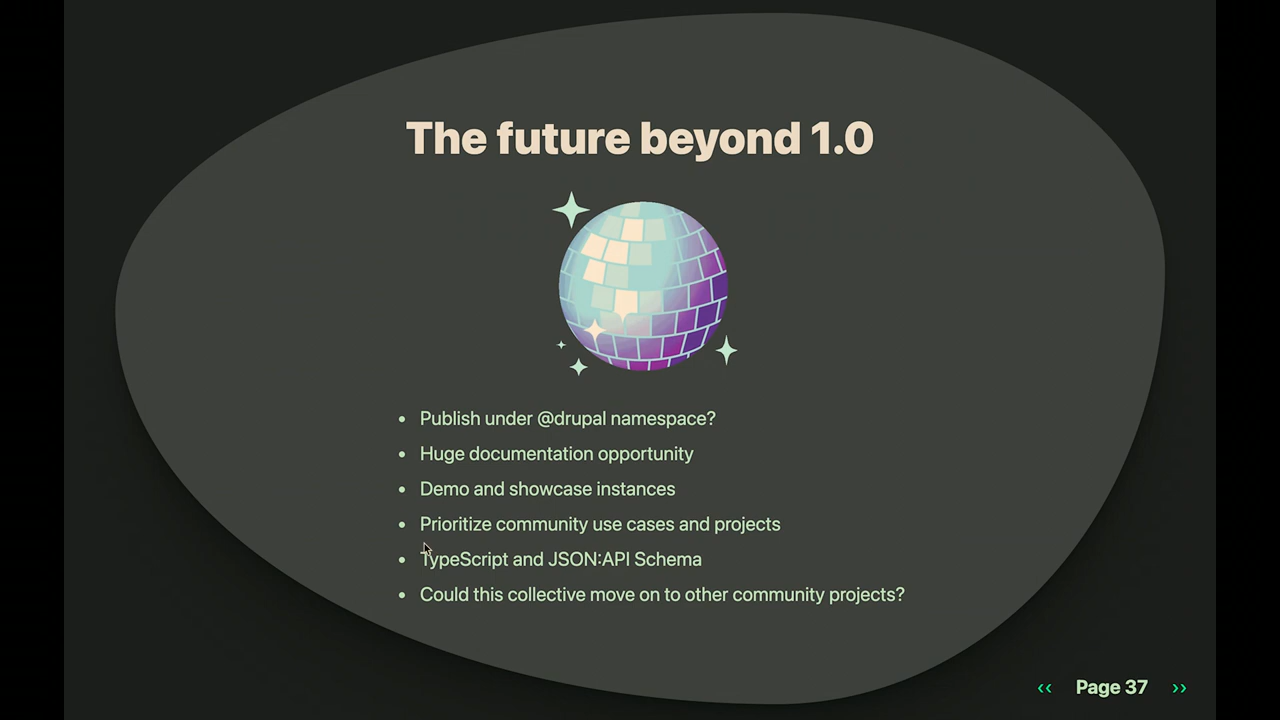 The future beyond 1.0
• Publish under @drupal namespace?
• Huge documentation opportunity
• Demo and showcase instances
• Prioritize community use cases and projects
• TypeScript and JSON:API Schema
• Could this collective move on to other community projects?
‹‹ Page 37 ››